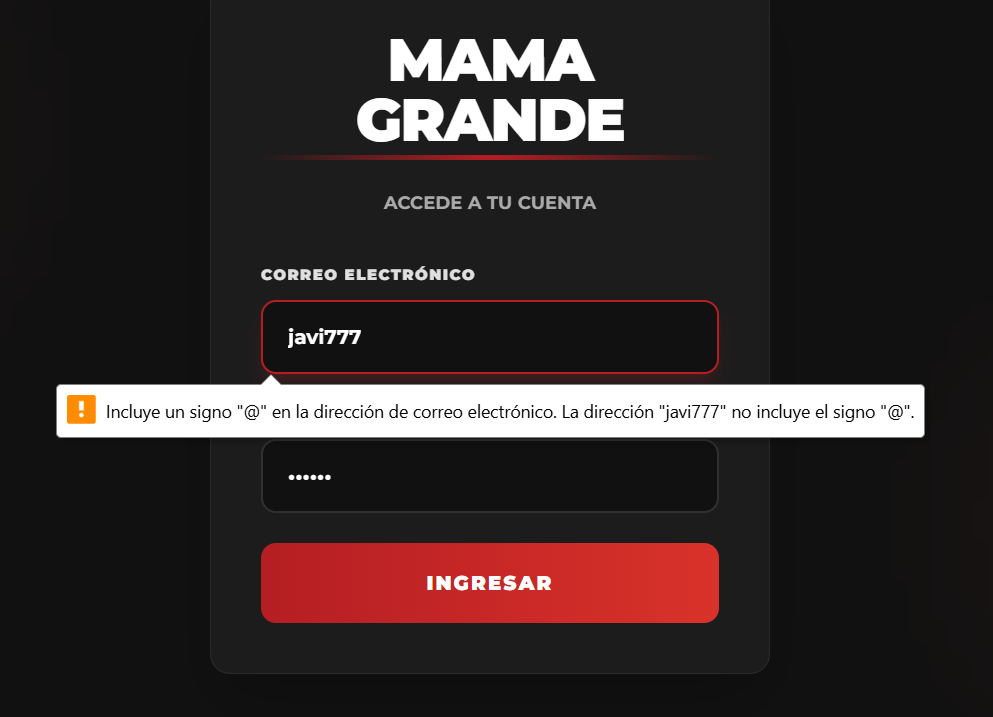 MAMA
GRANDE
ACCEDE A TU CUENTA
CORREO ELECTRÓNICO
javi777
Incluye un signo "@" en la dirección de correo electrónico. La dirección "javi777" no incluye el signo "@".
••••••
INGRESAR